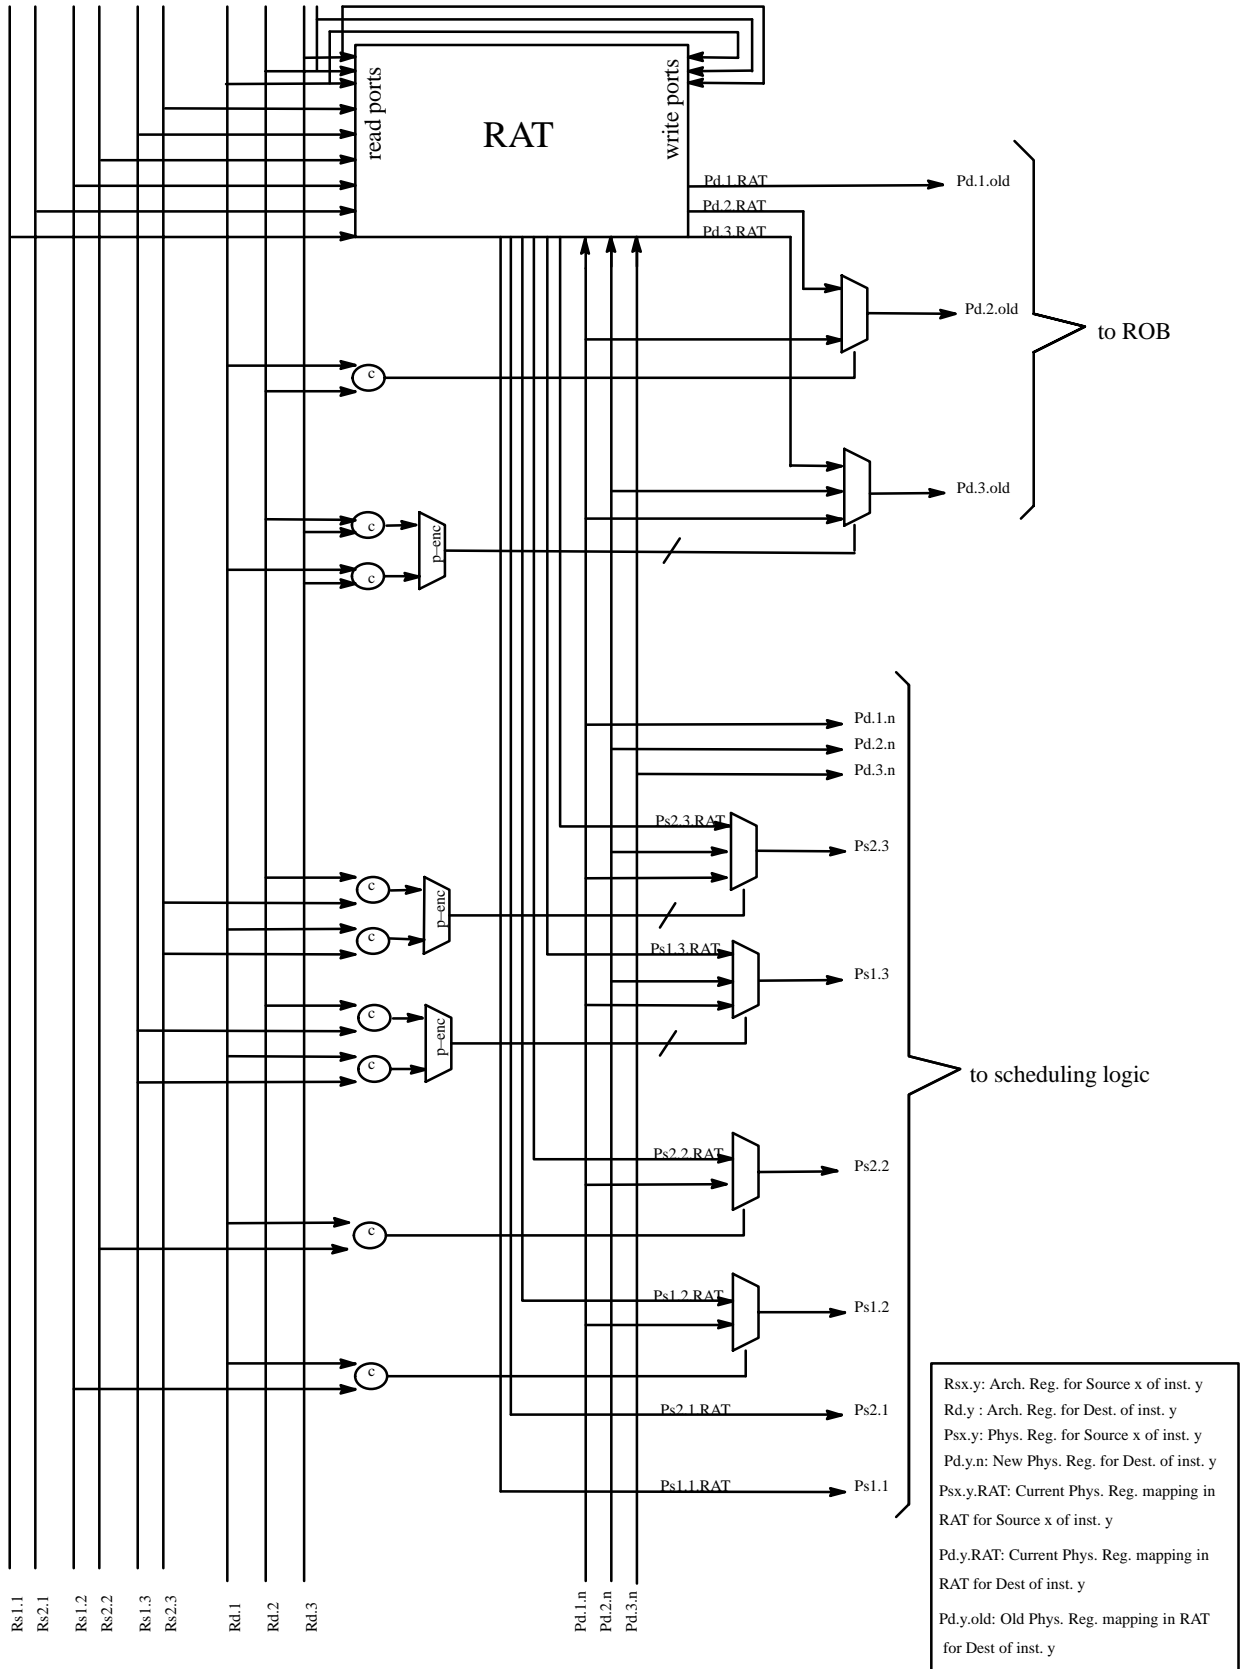 read ports
RAT
write ports
Pd.1.RAT
Pd.1.old
Pd.2.RAT
Pd.3.RAT
Pd.2.old
to ROB
c
Pd.3.old
c
p–enc
c
Pd.1.n
Pd.2.n
Pd.3.n
Ps2.3.RAT
Ps2.3
c
p–enc
c
Ps1.3.RAT
Ps1.3
c
p–enc
c
to scheduling logic
Ps2.2.RAT
Ps2.2
c
Ps1.2.RAT
Ps1.2
c
Ps2.1.RAT
Ps2.1
Ps1.1.RAT
Ps1.1
Rs1.1
Rs2.1
Rs1.2
Rs2.2
Rs1.3
Rs2.3
Rd.1
Rd.2
Rd.3
Pd.1.n
Pd.2.n
Pd.3.n
Rsx.y: Arch. Reg. for Source x of inst. y
Rd.y : Arch. Reg. for Dest. of inst. y
Psx.y: Phys. Reg. for Source x of inst. y
Pd.y.n: New Phys. Reg. for Dest. of inst. y
Psx.y.RAT: Current Phys. Reg. mapping in
RAT for Source x of inst. y
Pd.y.RAT: Current Phys. Reg. mapping in
RAT for Dest of inst. y
Pd.y.old: Old Phys. Reg. mapping in RAT
for Dest of inst. y